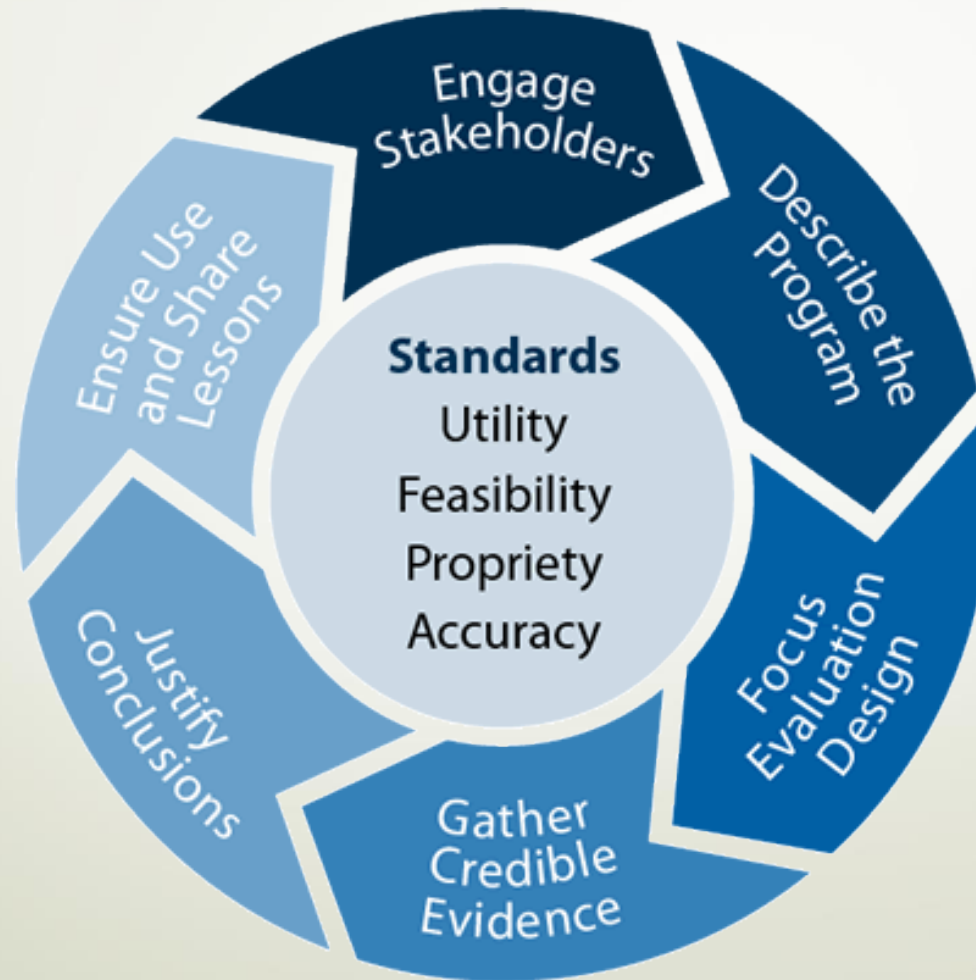 Engage
Stakeholders
Describe the
Program
Focus
Evaluation
Design
Gather
Credible
Evidence
Justify
Conclusions
Ensure Use
and Share
Lessons
Standards
Utility
Feasibility
Propriety
Accuracy